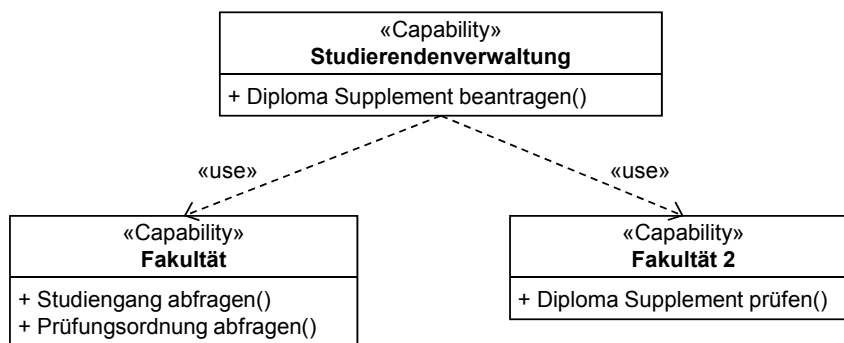 «Capability»
Studierendenverwaltung
+ Diploma Supplement beantragen()
«use»
«use»
«Capability»
Fakultät
+ Studiengang abfragen()
+ Prüfungsordnung abfragen()
«Capability»
Fakultät 2
+ Diploma Supplement prüfen()